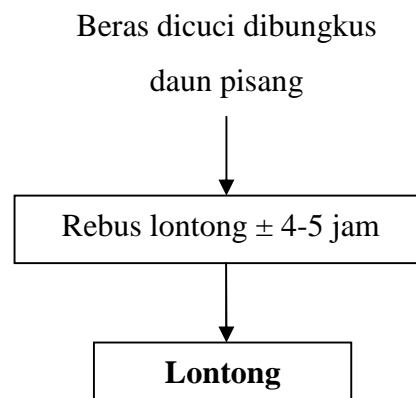 Beras dicuci dibungkus
daun pisang
Rebus lontong ± 4-5 jam
Lontong